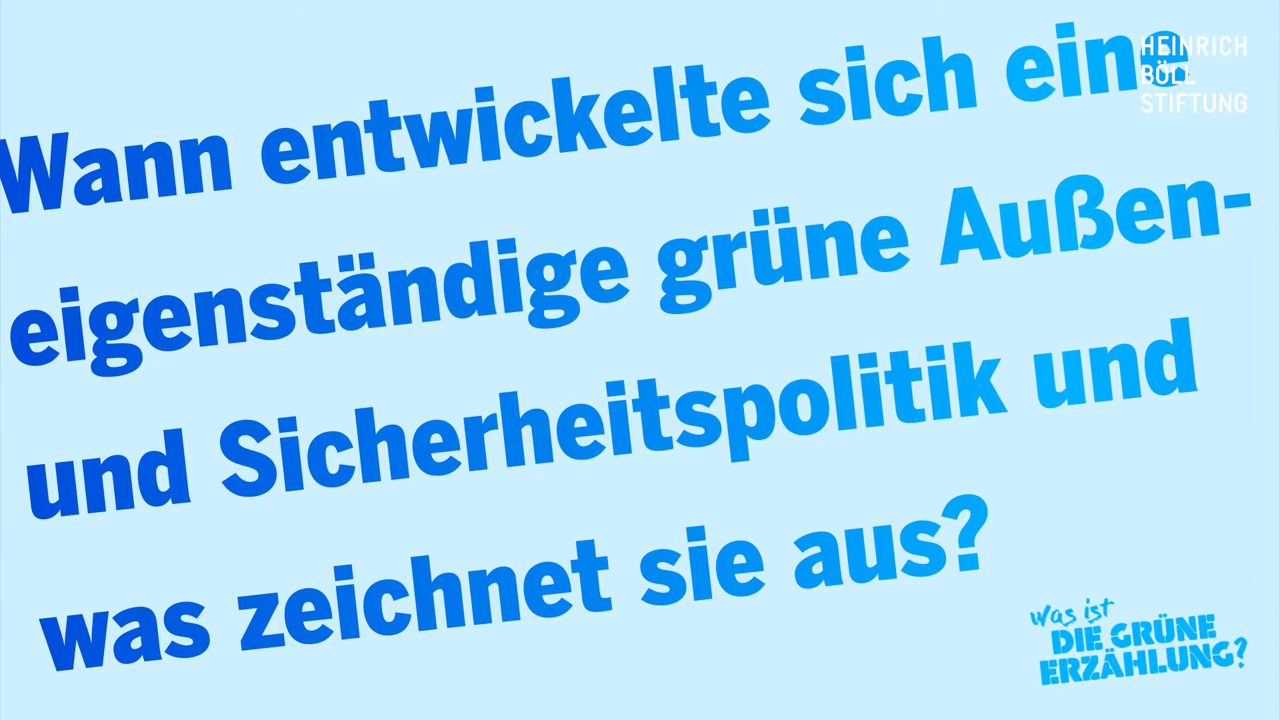 Wann entwickelte sich eine
eigenständige grüne Außen-
und Sicherheitspolitik und
was zeichnet sie aus?
HEINRICH
BÖLL
STIFTUNG
Was ist
DIE GRÜNE
ERZÄHLUNG?